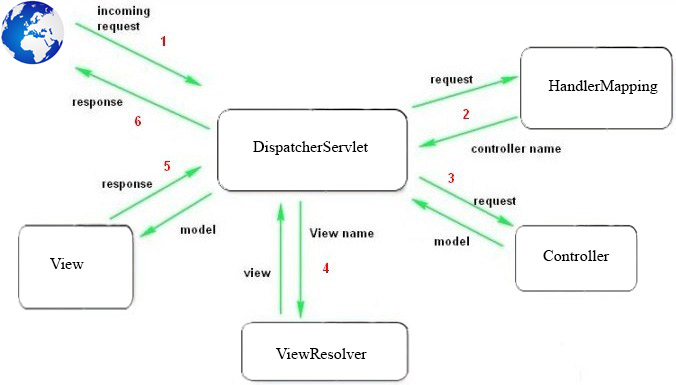 incoming
request
1
response
6
request
HandlerMapping
2
controller name
DispatcherServlet
5
response
model
3
request
model
Controller
View
View name
4
view
ViewResolver